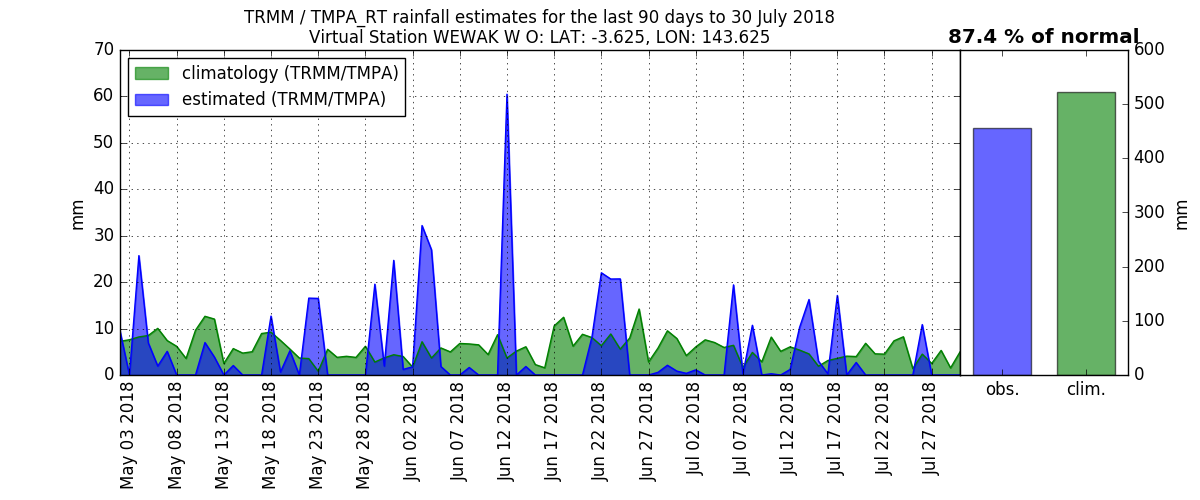 TRMM / TMPA_RT rainfall estimates for the last 90 days to 30 July 2018
Virtual Station WEWAK W O: LAT: -3.625, LON: 143.625
87.4 % of normal
climatology (TRMM/TMPA)
estimated (TRMM/TMPA)
mm
70
60
50
40
30
20
10
0
May 03 2018
May 08 2018
May 13 2018
May 18 2018
May 23 2018
May 28 2018
Jun 02 2018
Jun 07 2018
Jun 12 2018
Jun 17 2018
Jun 22 2018
Jun 27 2018
Jul 02 2018
Jul 07 2018
Jul 12 2018
Jul 17 2018
Jul 22 2018
Jul 27 2018
obs.
clim.
600
500
400
300
200
100
0
mm